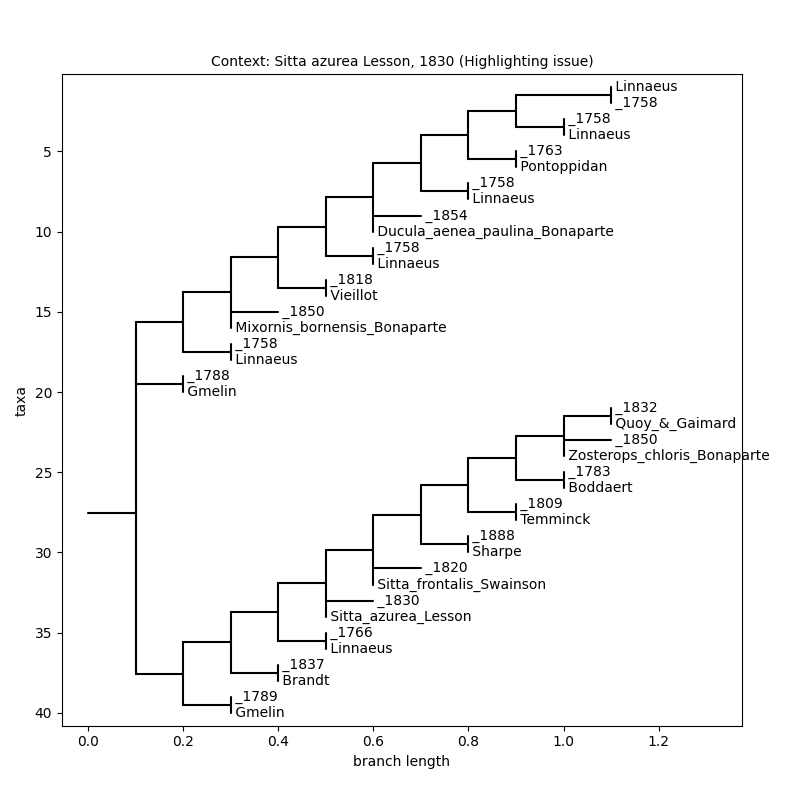 Context: Sitta azurea Lesson, 1830 (Highlighting issue)
Linnaeus
_1758
_1758
Linnaeus
_1763
Pontoppidan
_1758
Linnaeus
_1854
Ducula_aenea_paulina_Bonaparte
_1758
Linnaeus
_1818
Vieillot
_1850
Mixornis_bornensis_Bonaparte
_1758
Linnaeus
_1788
Gmelin
_1832
Quoy_&_Gaimard
_1850
Zosterops_chloris_Bonaparte
_1783
Boddaert
_1809
Temminck
_1888
Sharpe
_1820
Sitta_frontalis_Swainson
_1830
Sitta_azurea_Lesson
_1766
Linnaeus
_1837
Brandt
_1789
Gmelin
5
10
15
20
25
30
35
40
taxa
0.0 0.2 0.4 0.6 0.8 1.0 1.2
branch length